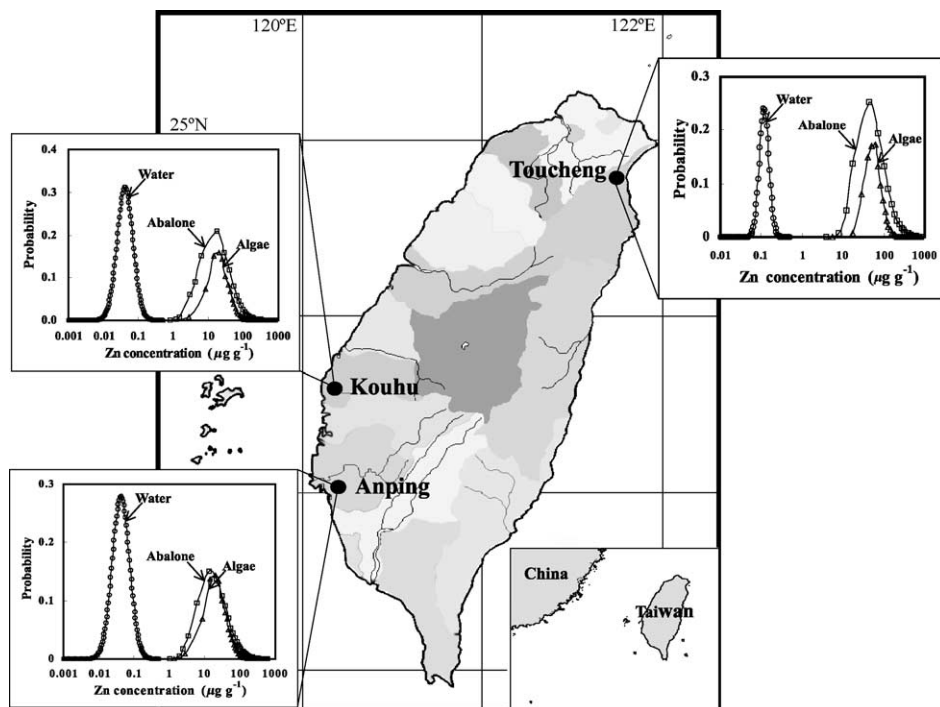 120ºE
122ºE
25ºN
Toucheng
Kouhu
Anping
China
Taiwan
0.4
0.3
0.2
0.1
0.0
Probability
Water
Abalone
Algae
0.001 0.01 0.1 1 10 100 1000
Zn concentration (µg g⁻¹)
0.3
0.2
0.1
0
Probability
Water
Abalone
Algae
0.001 0.01 0.1 1 10 100 1000
Zn concentration (µg g⁻¹)
0.3
0.2
0.1
0
Probability
Water
Abalone
Algae
0.001 0.01 0.1 1 10 100 1000
Zn concentration (µg g⁻¹)